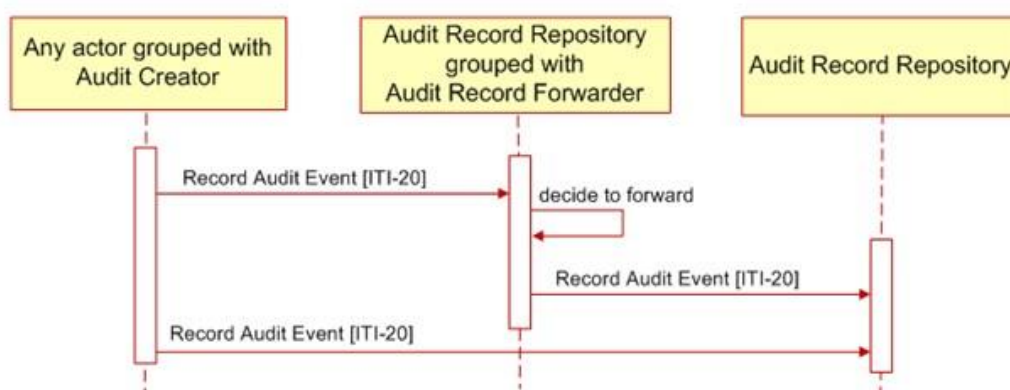 Any actor grouped with
Audit Creator
Audit Record Repository
grouped with
Audit Record Forwarder
Audit Record Repository
Record Audit Event [ITI-20]
decide to forward
Record Audit Event [ITI-20]
Record Audit Event [ITI-20]